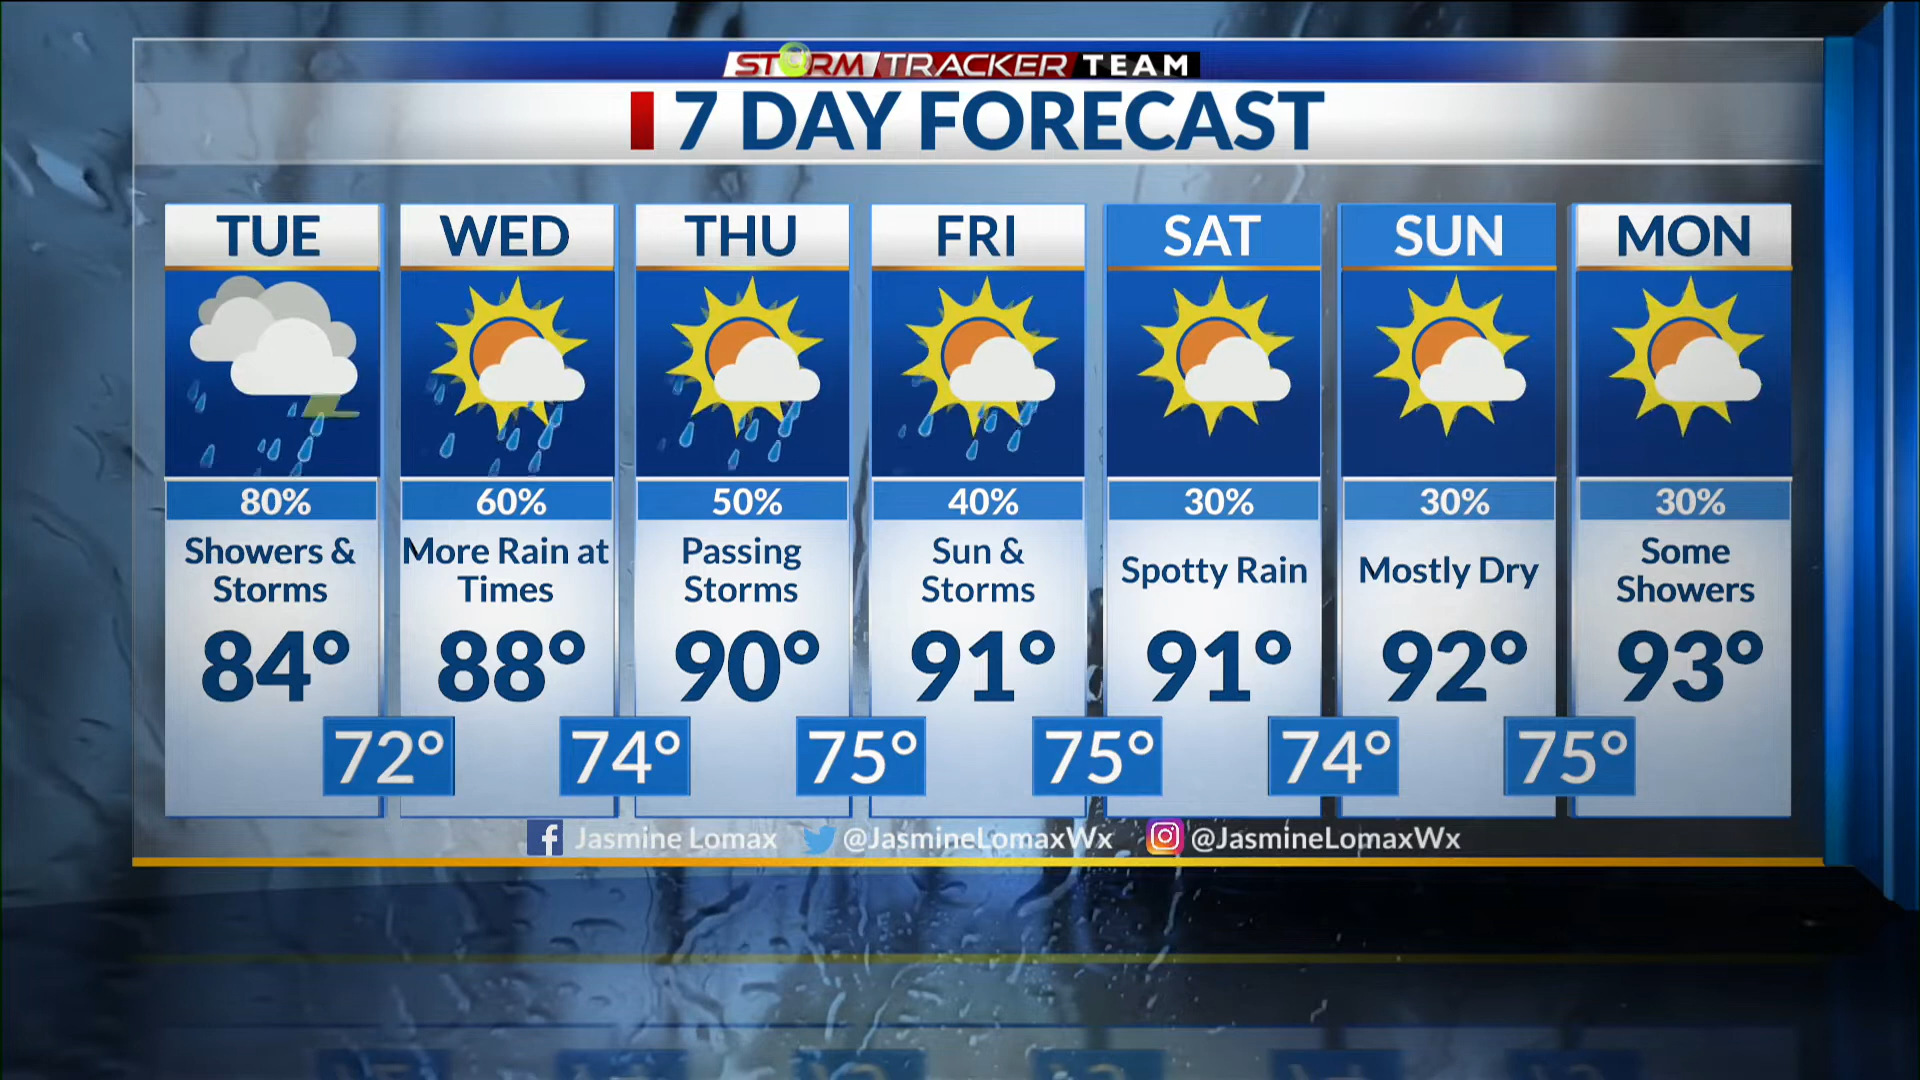 STORM TRACKER TEAM
7 DAY FORECAST
TUE WED THU FRI SAT SUN MON
80% 60% 50% 40% 30% 30% 30%
Showers & Storms
More Rain at Times
Passing Storms
Sun & Storms
Spotty Rain
Mostly Dry
Some Showers
84° 88° 90° 91° 91° 92° 93°
72° 74° 75° 75° 74° 75°
Jasmine Lomax @JasmineLomaxWx @JasmineLomaxWx